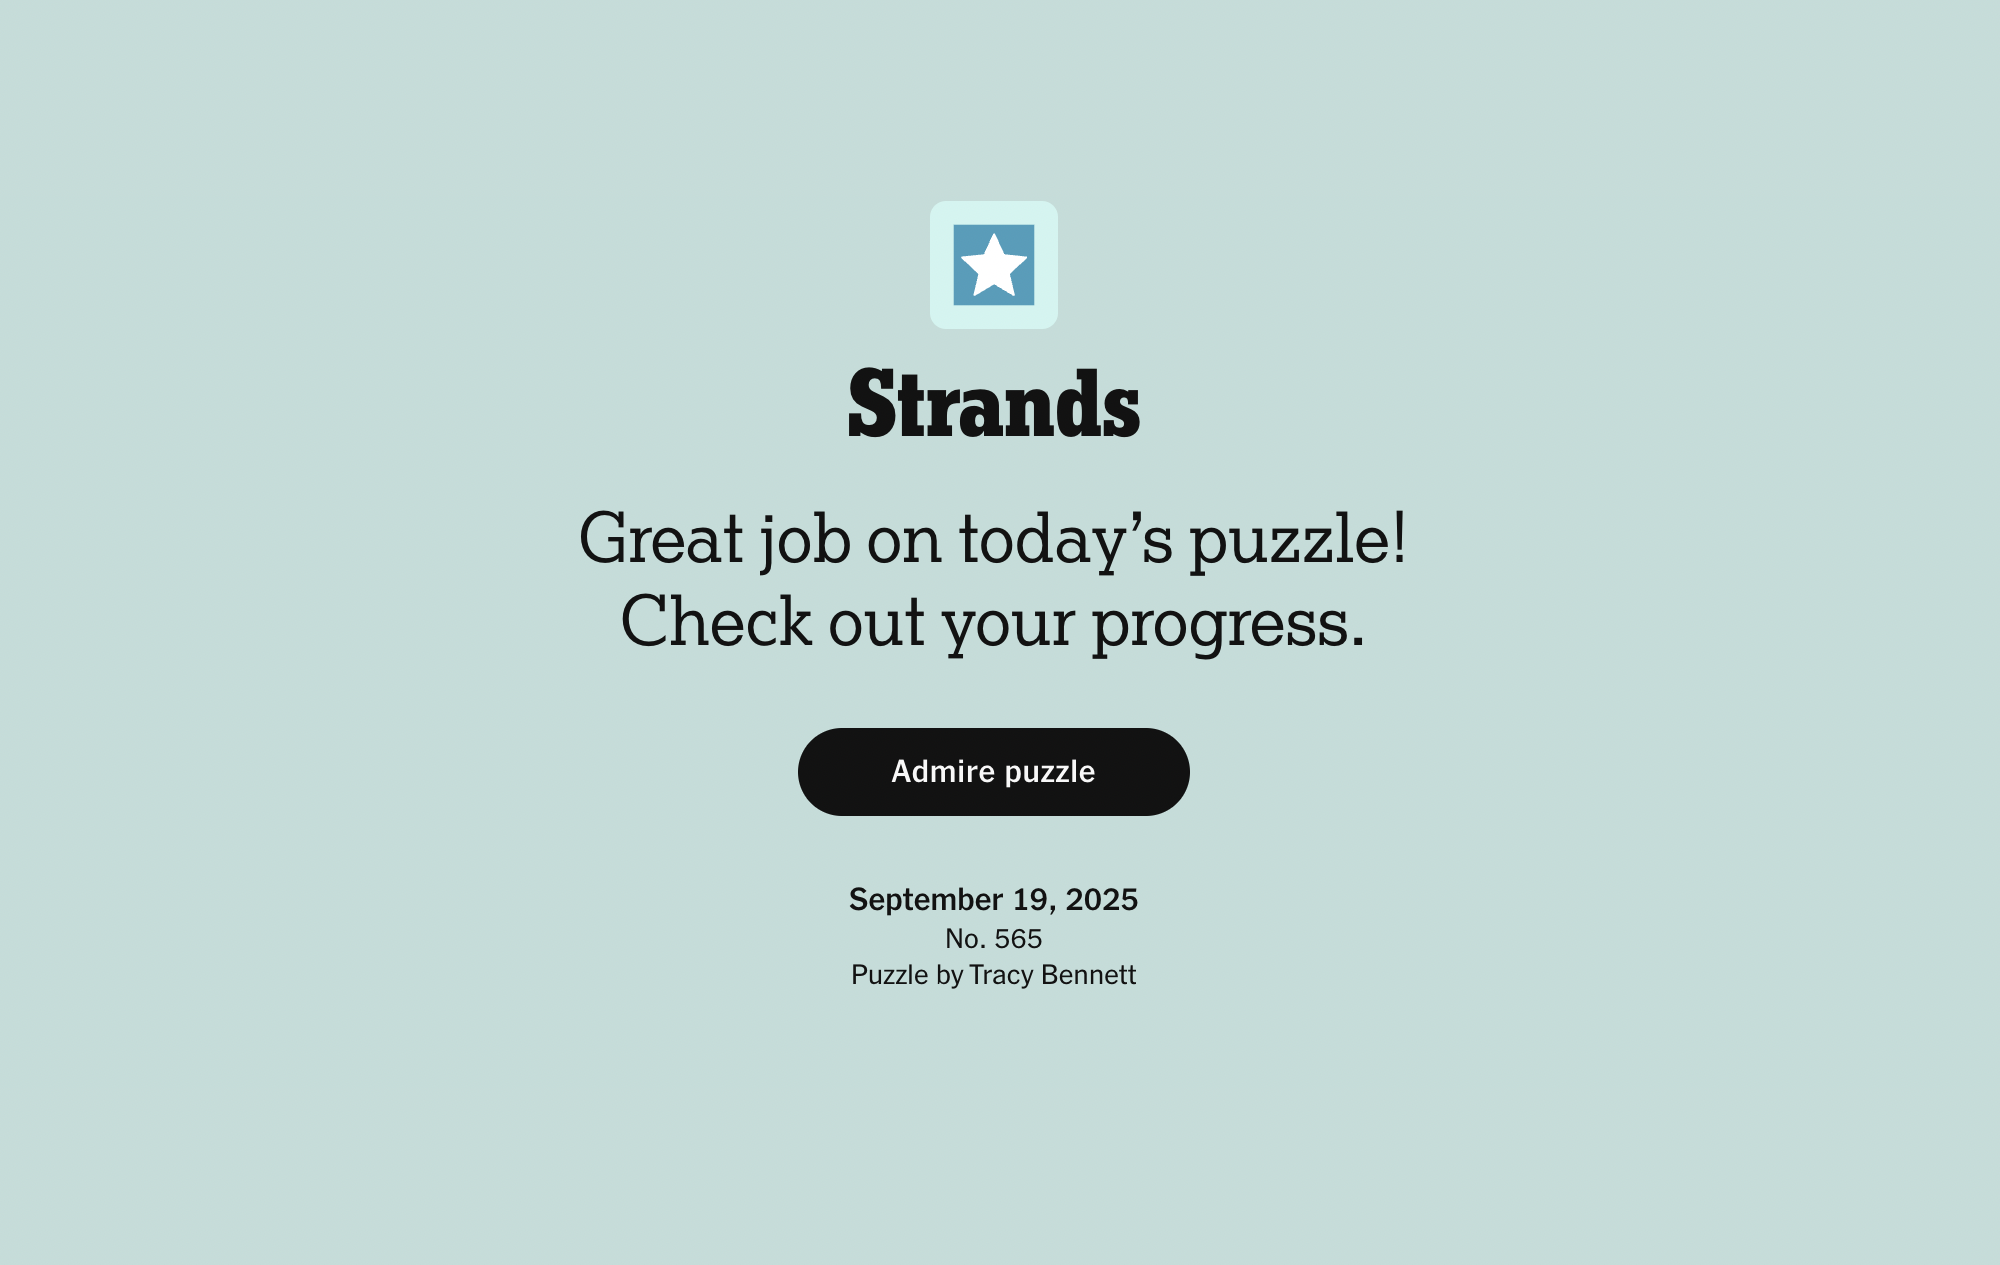 Strands
Great job on today’s puzzle!
Check out your progress.
Admire puzzle
September 19, 2025
No. 565
Puzzle by Tracy Bennett